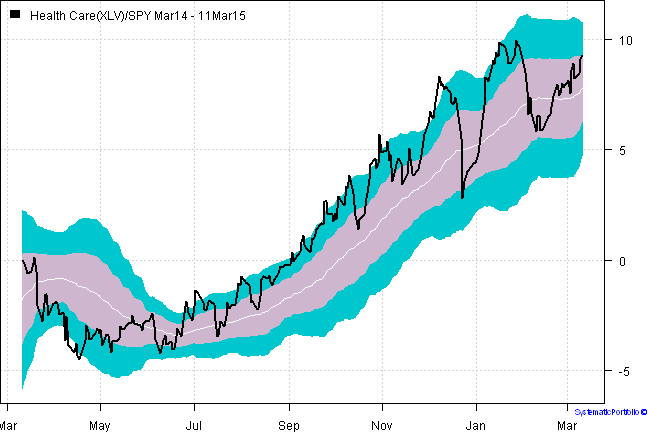 Health Care(XLV)/SPY Mar14 - 11Mar15
10
5
0
-5
Mar May Jul Sep Nov Jan Mar
SystematicPortfolio ©